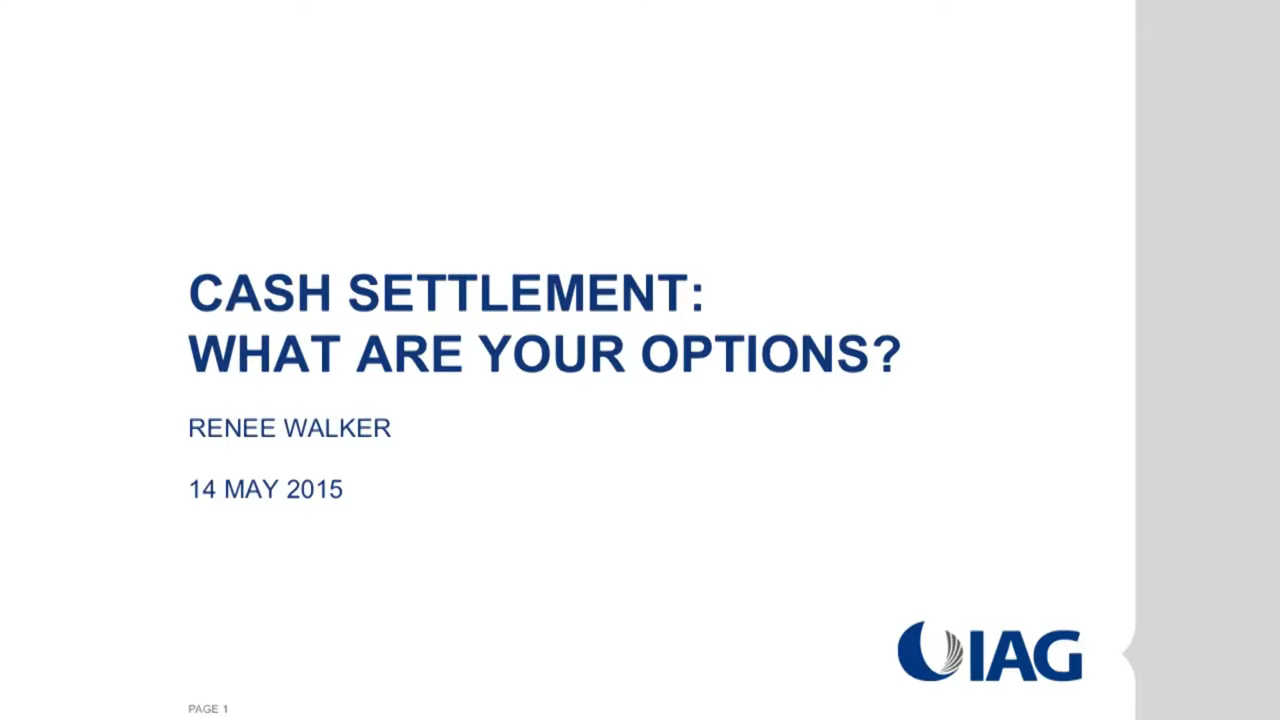 CASH SETTLEMENT:
WHAT ARE YOUR OPTIONS?
RENEE WALKER
14 MAY 2015
IAG
PAGE 1